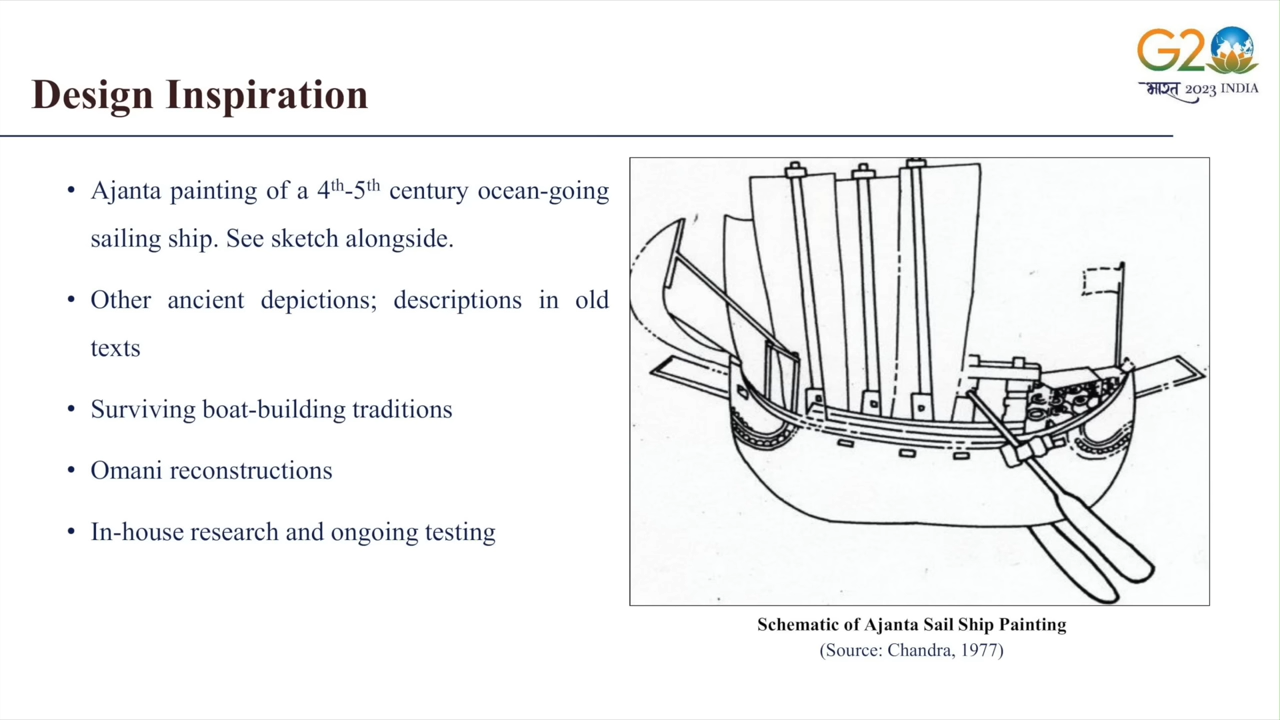 G20
भारत 2023 INDIA
Design Inspiration
• Ajanta painting of a 4th-5th century ocean-going
sailing ship. See sketch alongside.
• Other ancient depictions; descriptions in old
texts
• Surviving boat-building traditions
• Omani reconstructions
• In-house research and ongoing testing
Schematic of Ajanta Sail Ship Painting
(Source: Chandra, 1977)